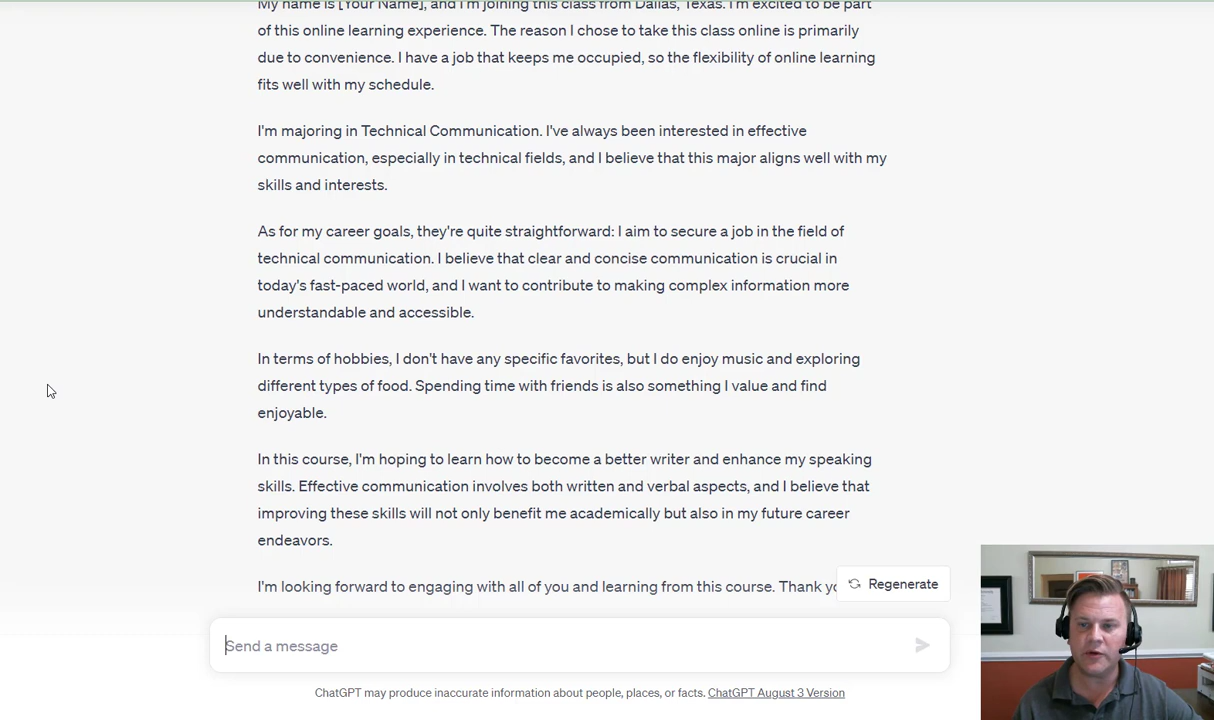 My name is [Your Name], and I'm joining this class from Dallas, Texas. I'm excited to be part
of this online learning experience. The reason I chose to take this class online is primarily
due to convenience. I have a job that keeps me occupied, so the flexibility of online learning
fits well with my schedule.
I'm majoring in Technical Communication. I've always been interested in effective
communication, especially in technical fields, and I believe that this major aligns well with my
skills and interests.
As for my career goals, they're quite straightforward: I aim to secure a job in the field of
technical communication. I believe that clear and concise communication is crucial in
today's fast-paced world, and I want to contribute to making complex information more
understandable and accessible.
In terms of hobbies, I don't have any specific favorites, but I do enjoy music and exploring
different types of food. Spending time with friends is also something I value and find
enjoyable.
In this course, I'm hoping to learn how to become a better writer and enhance my speaking
skills. Effective communication involves both written and verbal aspects, and I believe that
improving these skills will not only benefit me academically but also in my future career
endeavors.
I'm looking forward to engaging with all of you and learning from this course. Thank yo
Regenerate
Send a message
ChatGPT may produce inaccurate information about people, places, or facts. ChatGPT August 3 Version